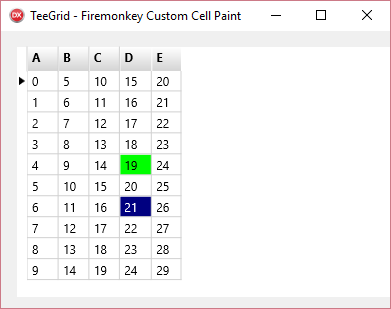 DX TeeGrid - Firemonkey Custom Cell Paint
A B C D E
0 5 10 15 20
1 6 11 16 21
2 7 12 17 22
3 8 13 18 23
4 9 14 19 24
5 10 15 20 25
6 11 16 21 26
7 12 17 22 27
8 13 18 23 28
9 14 19 24 29